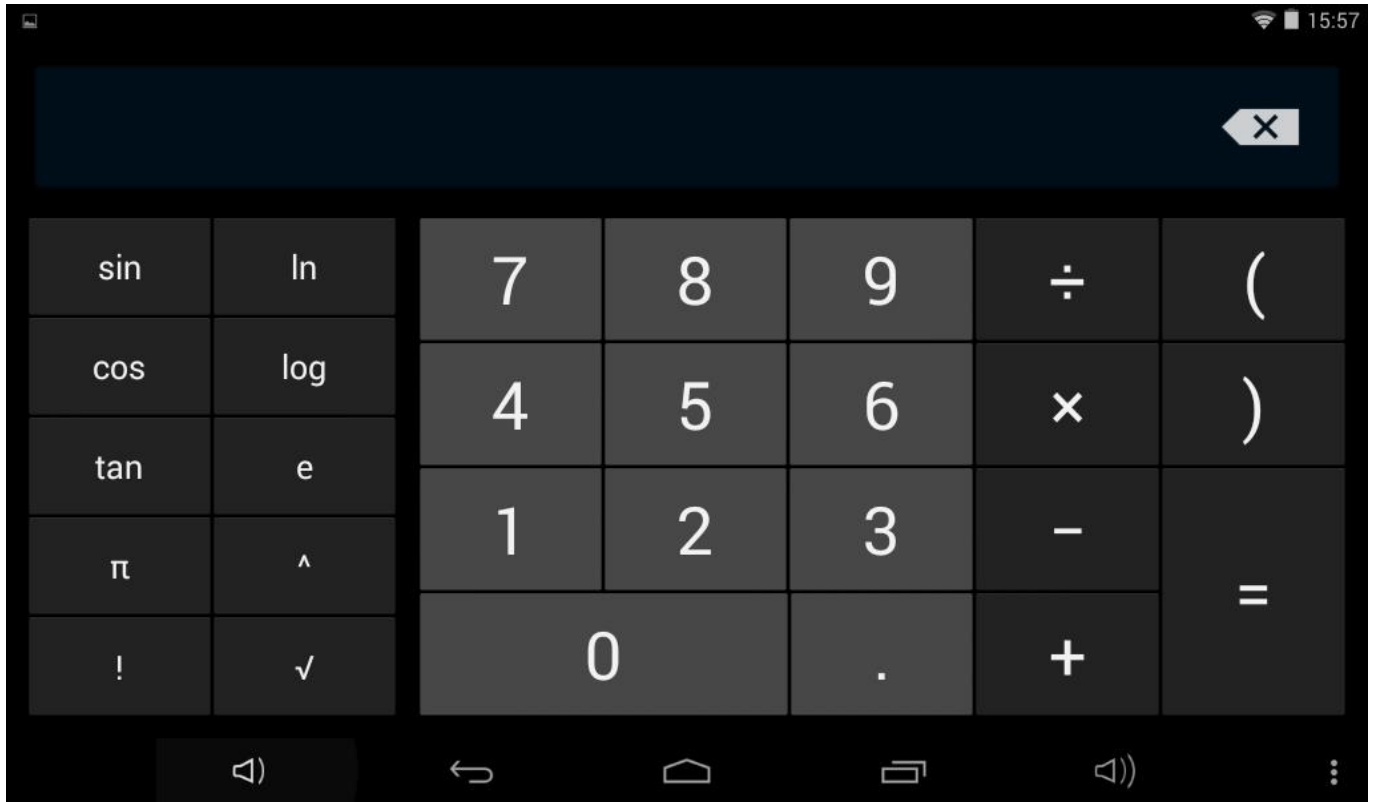 15:57
sin ln 7 8 9 ÷ (
cos log 4 5 6 × )
tan e 1 2 3 −
π ^ =
! √ 0 . +